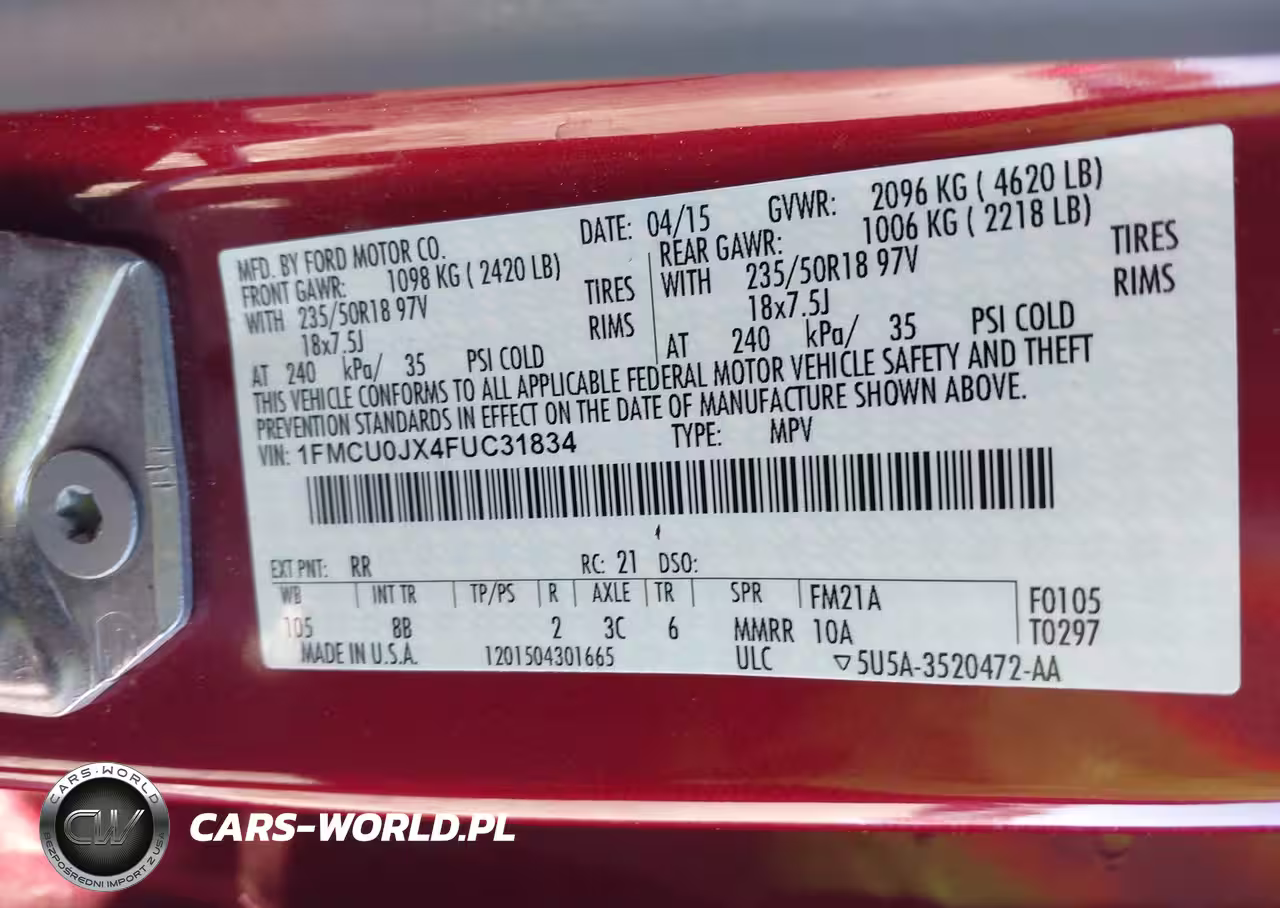 MFD. BY FORD MOTOR CO. DATE: 04/15 GVWR: 2096 KG ( 4620 LB)
FRONT GAWR: 1098 KG ( 2420 LB) REAR GAWR: 1006 KG ( 2218 LB)
WITH 235/50R18 97V TIRES WITH 235/50R18 97V TIRES
18x7.5J RIMS 18x7.5J RIMS
AT 240 kPa/ 35 PSI COLD AT 240 kPa/ 35 PSI COLD
THIS VEHICLE CONFORMS TO ALL APPLICABLE FEDERAL MOTOR VEHICLE SAFETY AND THEFT
PREVENTION STANDARDS IN EFFECT ON THE DATE OF MANUFACTURE SHOWN ABOVE.
VIN: 1FMCU0JX4FUC31834 TYPE: MPV
EXT PNT: RR RC: 21 DSO:
WB INT TR TP/PS R AXLE TR SPR FM21A F0105
105 8B 2 3C 6 MMRR 10A T0297
MADE IN U.S.A. 1201504301665 ULC ▽5U5A-3520472-AA
CARS-WORLD
CW
BEZPOŚREDNI IMPORT Z USA
CARS-WORLD.PL